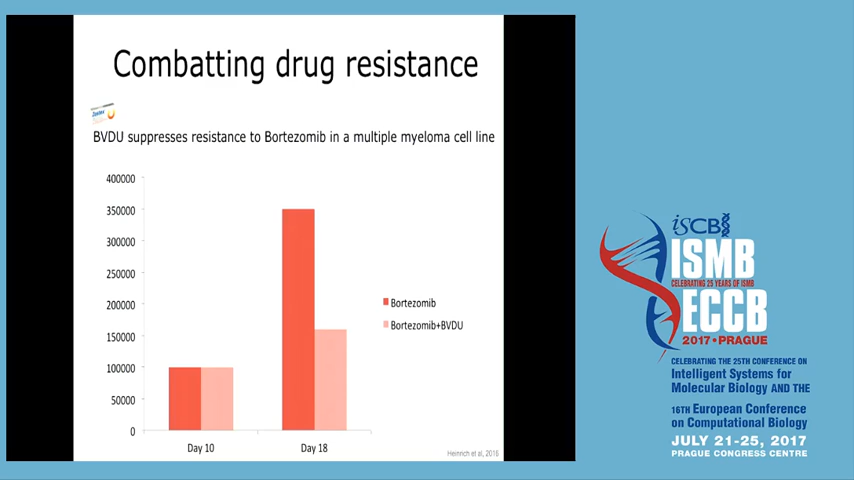 Combatting drug resistance
BVDU suppresses resistance to Bortezomib in a multiple myeloma cell line
400000
350000
300000
250000
200000
150000
100000
50000
0
Day 10
Day 18
Bortezomib
Bortezomib+BVDU
Heinrich et al, 2016
iSCB
ISMB
CELEBRATING 25 YEARS OF ISMB
ECCB
2017 • PRAGUE
CELEBRATING THE 25TH CONFERENCE ON
Intelligent Systems for
Molecular Biology AND THE
16TH European Conference
on Computational Biology
JULY 21-25, 2017
PRAGUE CONGRESS CENTRE